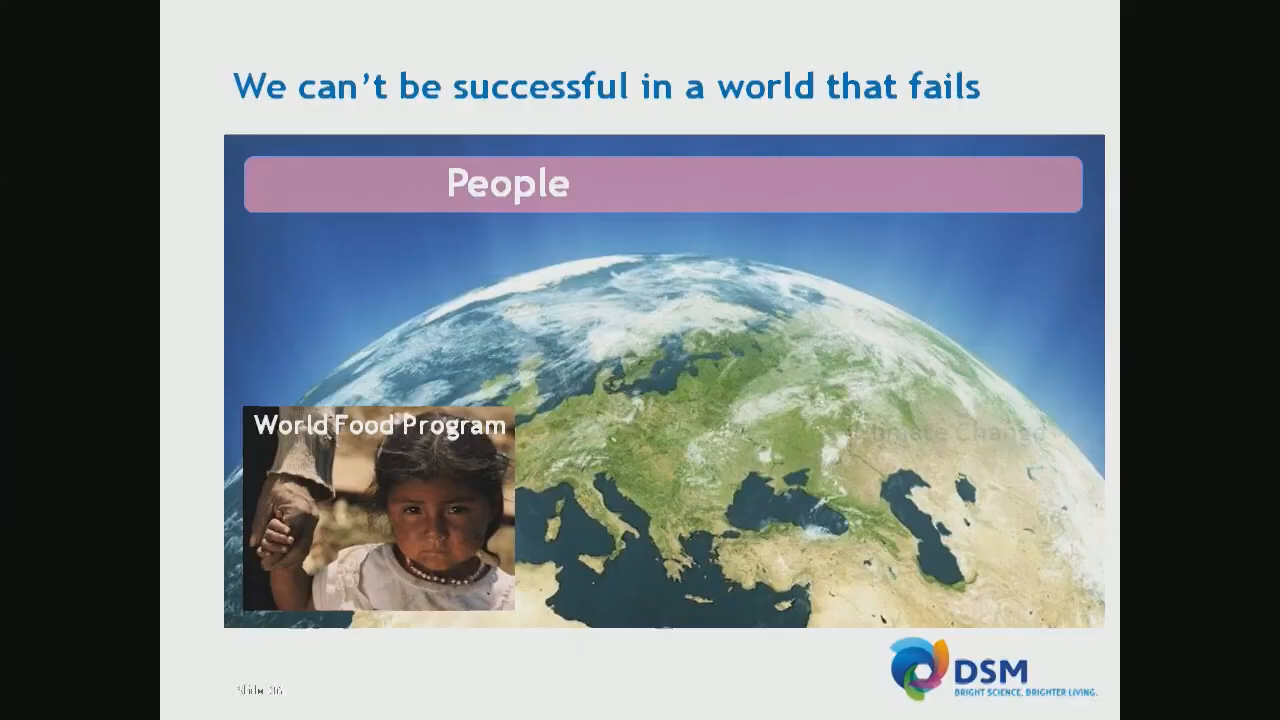 We can't be successful in a world that fails
People
World Food Program
Climate Change
DSM
BRIGHT SCIENCE. BRIGHTER LIVING.